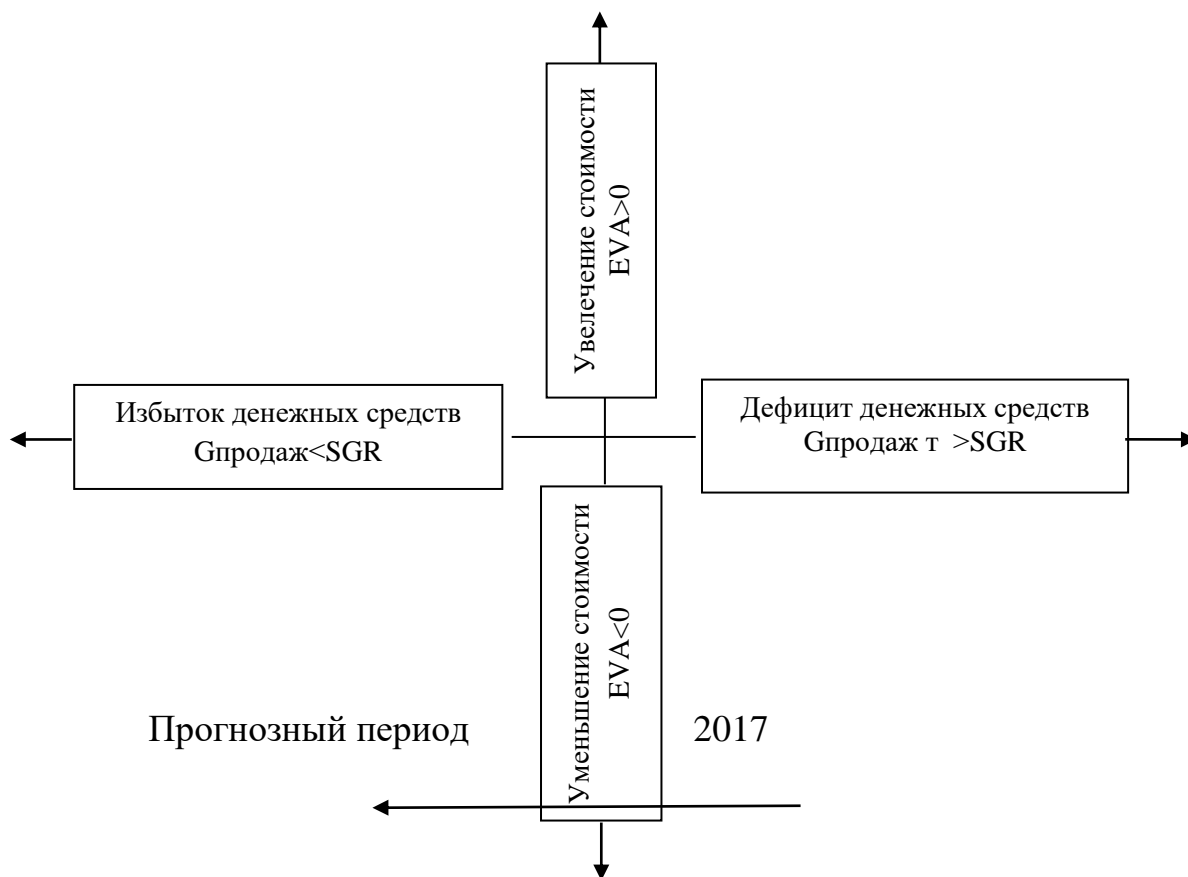 Увелечение стоимости
EVA>0
Избыток денежных средств
Gпродаж<SGR
Дефицит денежных средств
Gпродаж т >SGR
Уменьшение стоимости
EVA<0
Прогнозный период
2017